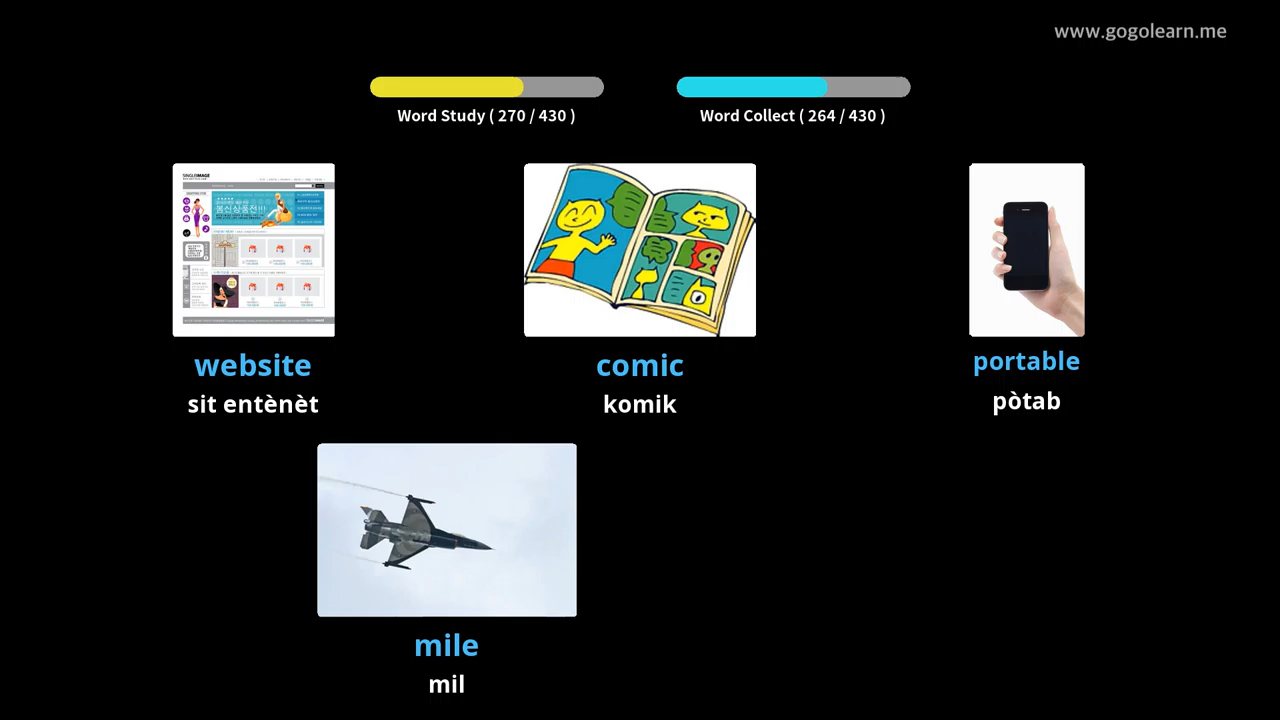 www.gogolearn.me
Word Study ( 270 / 430 )
Word Collect ( 264 / 430 )
website
sit entènèt
comic
komik
portable
pòtab
mile
mil